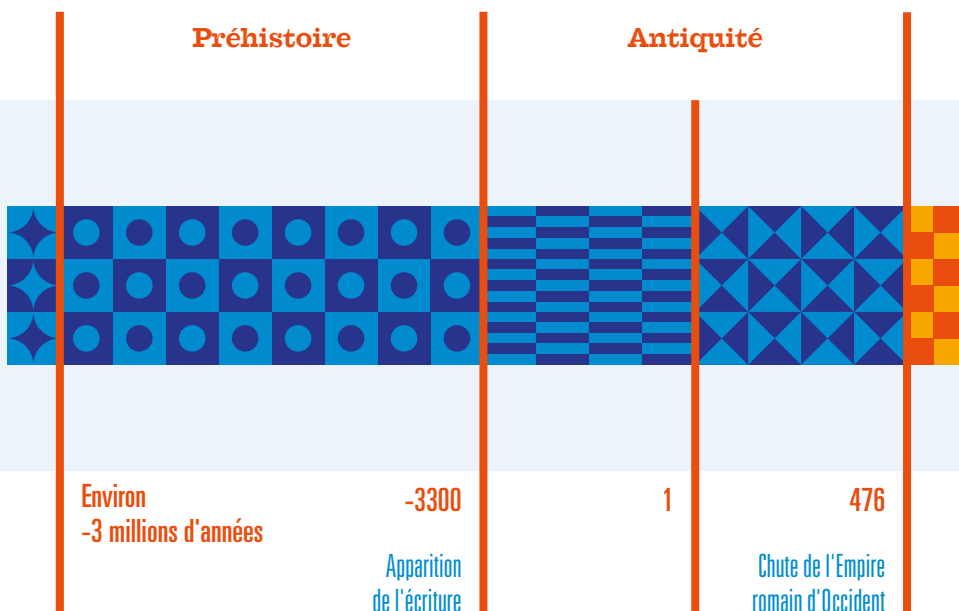 Préhistoire
Antiquité
Environ
-3 millions d'années
-3300
Apparition
de l'écriture
1
476
Chute de l'Empire
romain d'Occident